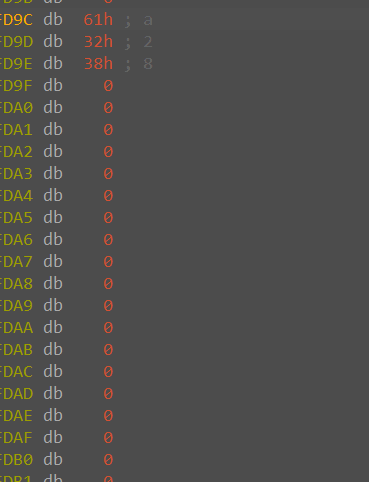 FD9B db 0
FD9C db 61h ; a
FD9D db 32h ; 2
FD9E db 38h ; 8
FD9F db 0
FDA0 db 0
FDA1 db 0
FDA2 db 0
FDA3 db 0
FDA4 db 0
FDA5 db 0
FDA6 db 0
FDA7 db 0
FDA8 db 0
FDA9 db 0
FDAA db 0
FDAB db 0
FDAC db 0
FDAD db 0
FDAE db 0
FDAF db 0
FDB0 db 0
FDB1 db 0